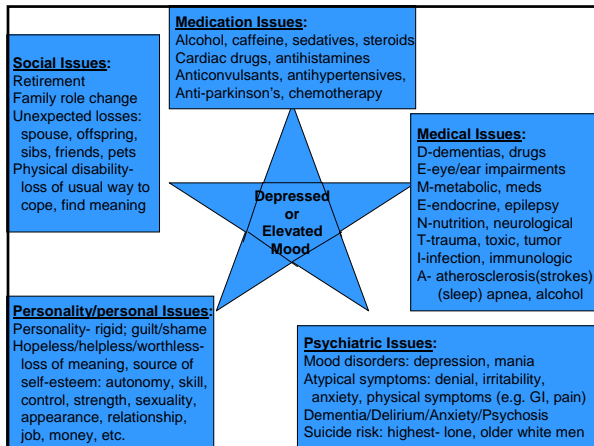 Medication Issues:
Alcohol, caffeine, sedatives, steroids
Cardiac drugs, antihistamines
Anticonvulsants, antihypertensives,
Anti-parkinson's, chemotherapy
Social Issues:
Retirement
Family role change
Unexpected losses:
spouse, offspring,
sibs, friends, pets
Physical disability-
loss of usual way to
cope, find meaning
Medical Issues:
D-dementias, drugs
E-eye/ear impairments
M-metabolic, meds
E-endocrine, epilepsy
N-nutrition, neurological
T-trauma, toxic, tumor
I-infection, immunologic
A- atherosclerosis(strokes)
(sleep) apnea, alcohol
Depressed
or
Elevated
Mood
Personality/personal Issues:
Personality- rigid; guilt/shame
Hopeless/helpless/worthless-
loss of meaning, source of
self-esteem: autonomy, skill,
control, strength, sexuality,
appearance, relationship,
job, money, etc.
Psychiatric Issues:
Mood disorders: depression, mania
Atypical symptoms: denial, irritability,
anxiety, physical symptoms (e.g. GI, pain)
Dementia/Delirium/Anxiety/Psychosis
Suicide risk: highest- lone, older white men